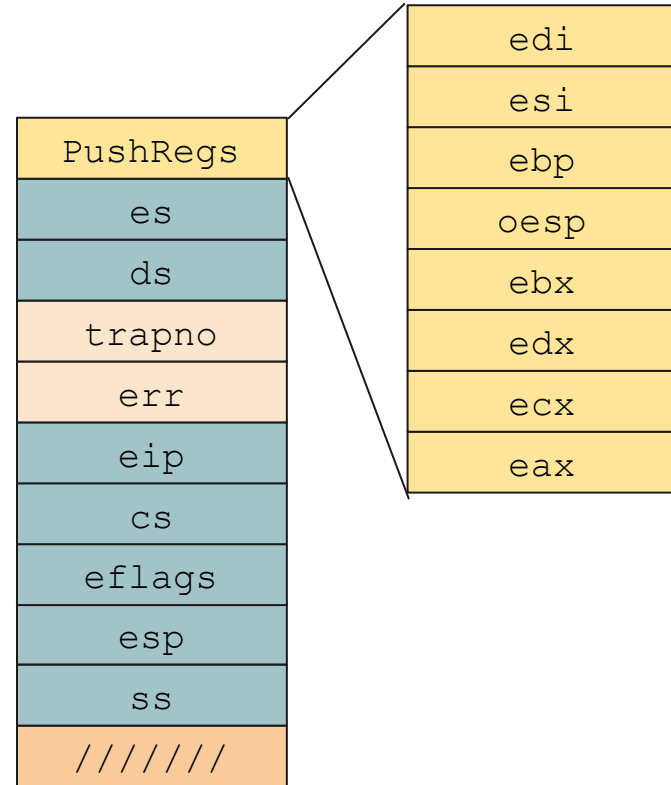 PushRegs
es
ds
trapno
err
eip
cs
eflags
esp
ss
///////
edi
esi
ebp
oesp
ebx
edx
ecx
eax